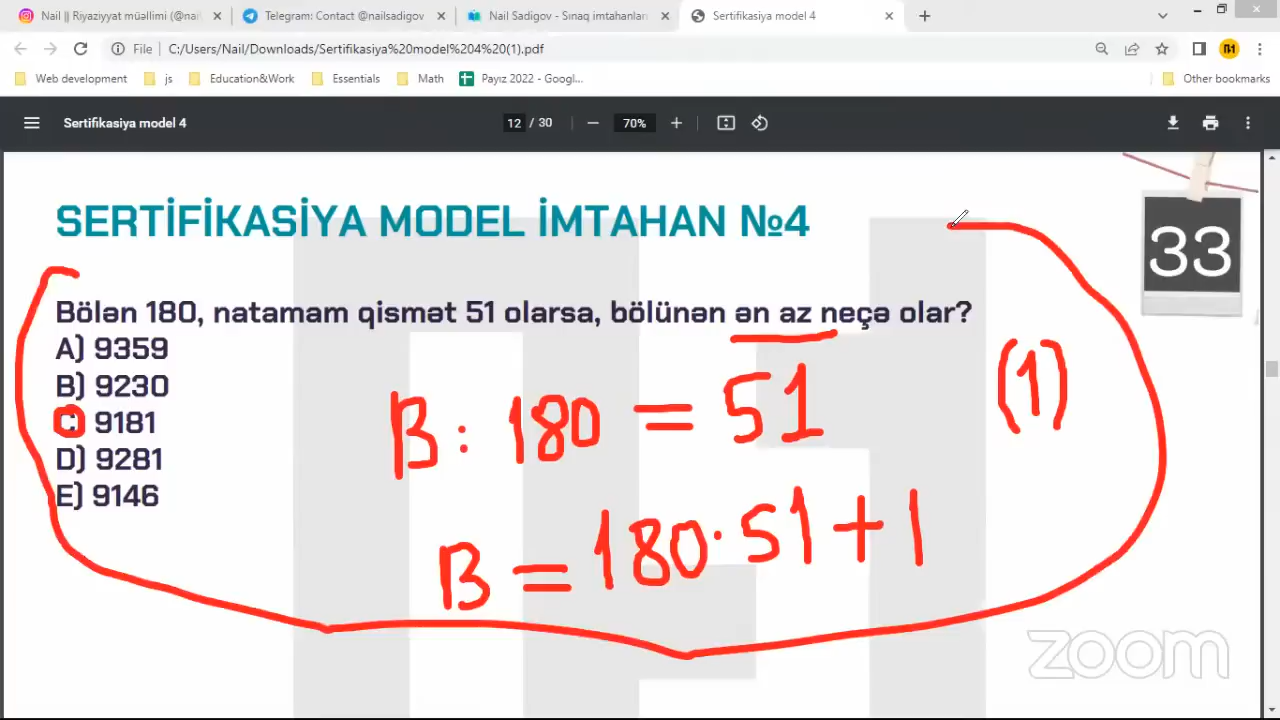 Nail || Riyaziyyat müəllimi (@nai
Telegram: Contact @nailsadigov
Nail Sadigov - Sınaq imtahanları
Sertifikasiya model 4
File
C:/Users/Nail/Downloads/Sertifikasiya%20model%204%20(1).pdf
Web development
js
Education&Work
Essentials
Math
Payız 2022 - Googl...
Other bookmarks
Sertifikasiya model 4
12 / 30
70%
SERTİFİKASİYA MODEL İMTAHAN №4
33
Bölən 180, natamam qismət 51 olarsa, bölünən ən az neçə olar?
A) 9359
B) 9230
C) 9181
D) 9281
E) 9146
B : 180 = 51 (1)
B = 180 · 51 + 1
zoom